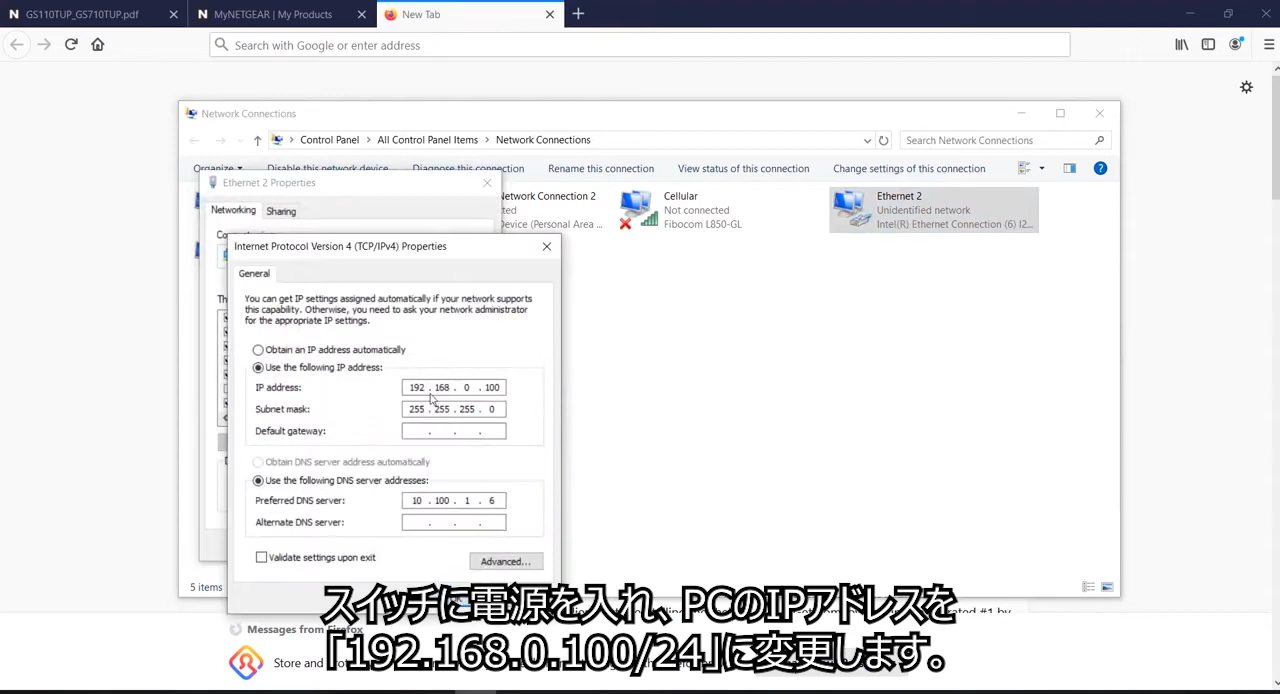 GS110TUP_GS710TUP.pdf
MyNETGEAR | My Products
New Tab
Search with Google or enter address
Network Connections
Control Panel > All Control Panel Items > Network Connections
Search Network Connections
Organize
Disable this network device
Diagnose this connection
Rename this connection
View status of this connection
Change settings of this connection
Ethernet 2 Properties
Networking
Sharing
Network Connection 2
Device (Personal Area ...
Cellular
Not connected
Fibocom L850-GL
Ethernet 2
Unidentified network
Intel(R) Ethernet Connection (6) I2...
Internet Protocol Version 4 (TCP/IPv4) Properties
General
You can get IP settings assigned automatically if your network supports
this capability. Otherwise, you need to ask your network administrator
for the appropriate IP settings.
Obtain an IP address automatically
Use the following IP address:
IP address: 192 . 168 . 0 . 100
Subnet mask: 255 . 255 . 255 . 0
Default gateway: . . .
Obtain DNS server address automatically
Use the following DNS server addresses:
Preferred DNS server: 10 . 100 . 1 . 6
Alternate DNS server: . . .
Validate settings upon exit
Advanced...
5 items
スイッチに電源を入れ、PCのIPアドレスを
「192.168.0.100/24」に変更します。
Messages from Firefox
Store and